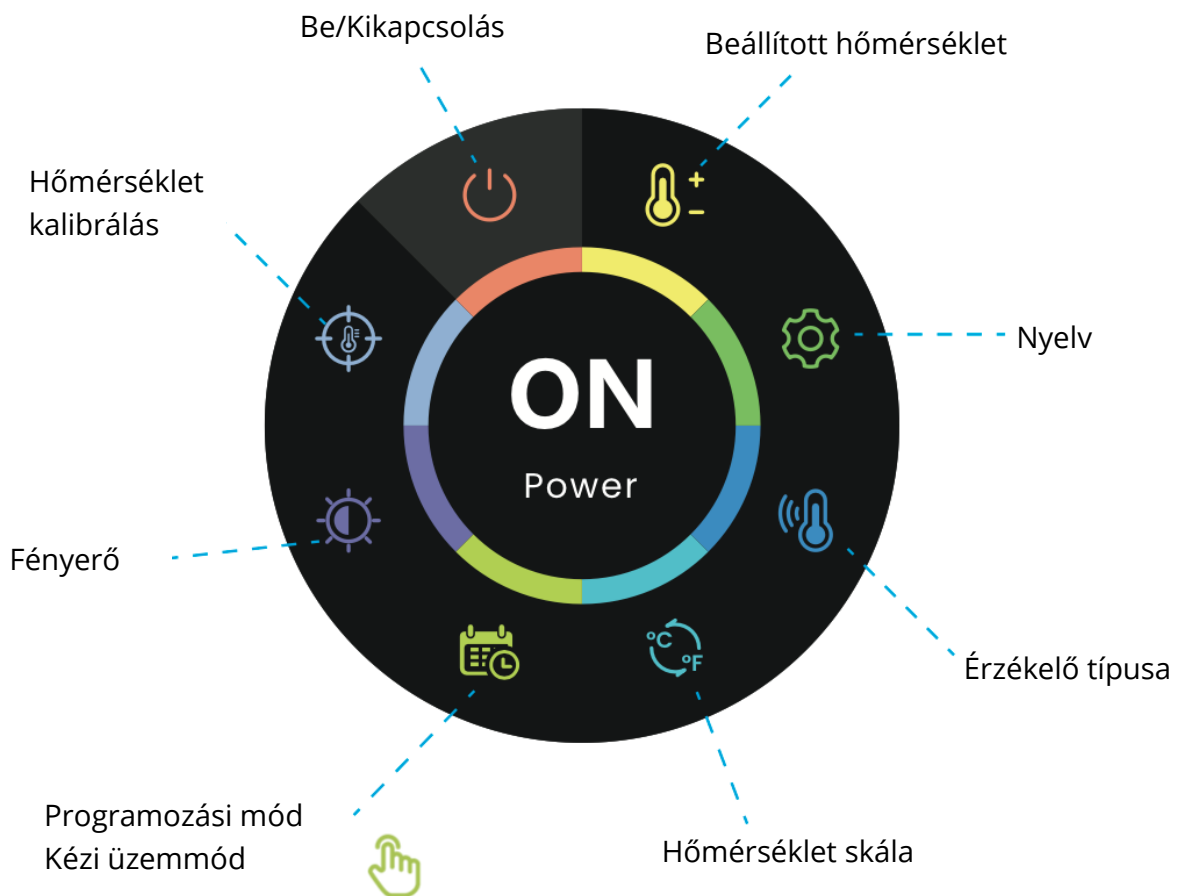 Be/Kikapcsolás
Beállított hőmérséklet
Hőmérséklet
kalibrálás
Nyelv
ON
Power
Fényerő
°C
°F
Érzékelő típusa
Programozási mód
Kézi üzemmód
Hőmérséklet skála